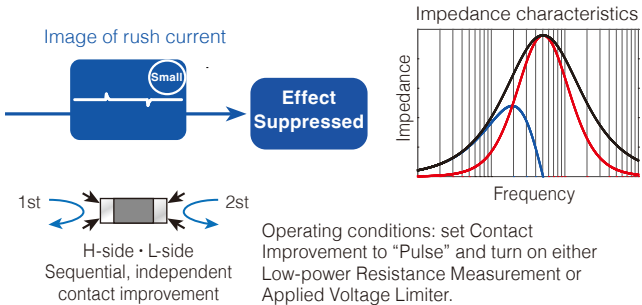 Image of rush current
Small
Effect
Suppressed
Impedance characteristics
Impedance
Frequency
1st
2nd
H-side・L-side
Sequential, independent
contact improvement
Operating conditions: set Contact
Improvement to “Pulse” and turn on either
Low-power Resistance Measurement or
Applied Voltage Limiter.